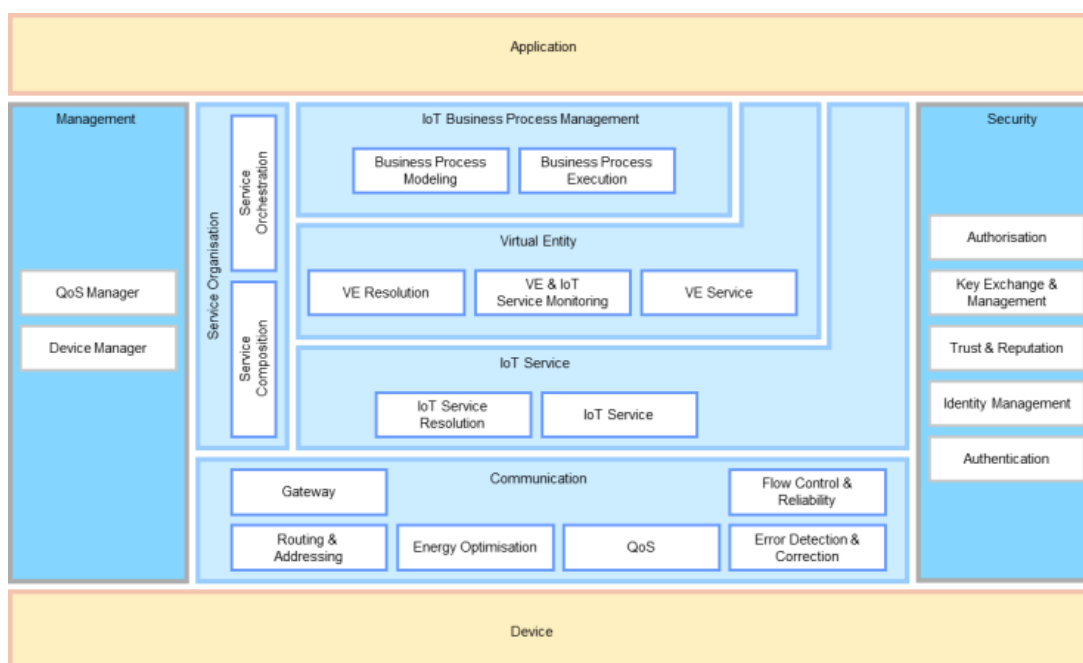 Application
Management
QoS Manager
Device Manager
Service Organisation
Service
Orchestration
Service
Composition
IoT Business Process Management
Business Process
Modeling
Business Process
Execution
Virtual Entity
VE Resolution
VE & IoT
Service Monitoring
VE Service
IoT Service
IoT Service
Resolution
IoT Service
Communication
Gateway
Flow Control &
Reliability
Routing &
Addressing
Energy Optimisation
QoS
Error Detection &
Correction
Security
Authorisation
Key Exchange &
Management
Trust & Reputation
Identity Management
Authentication
Device